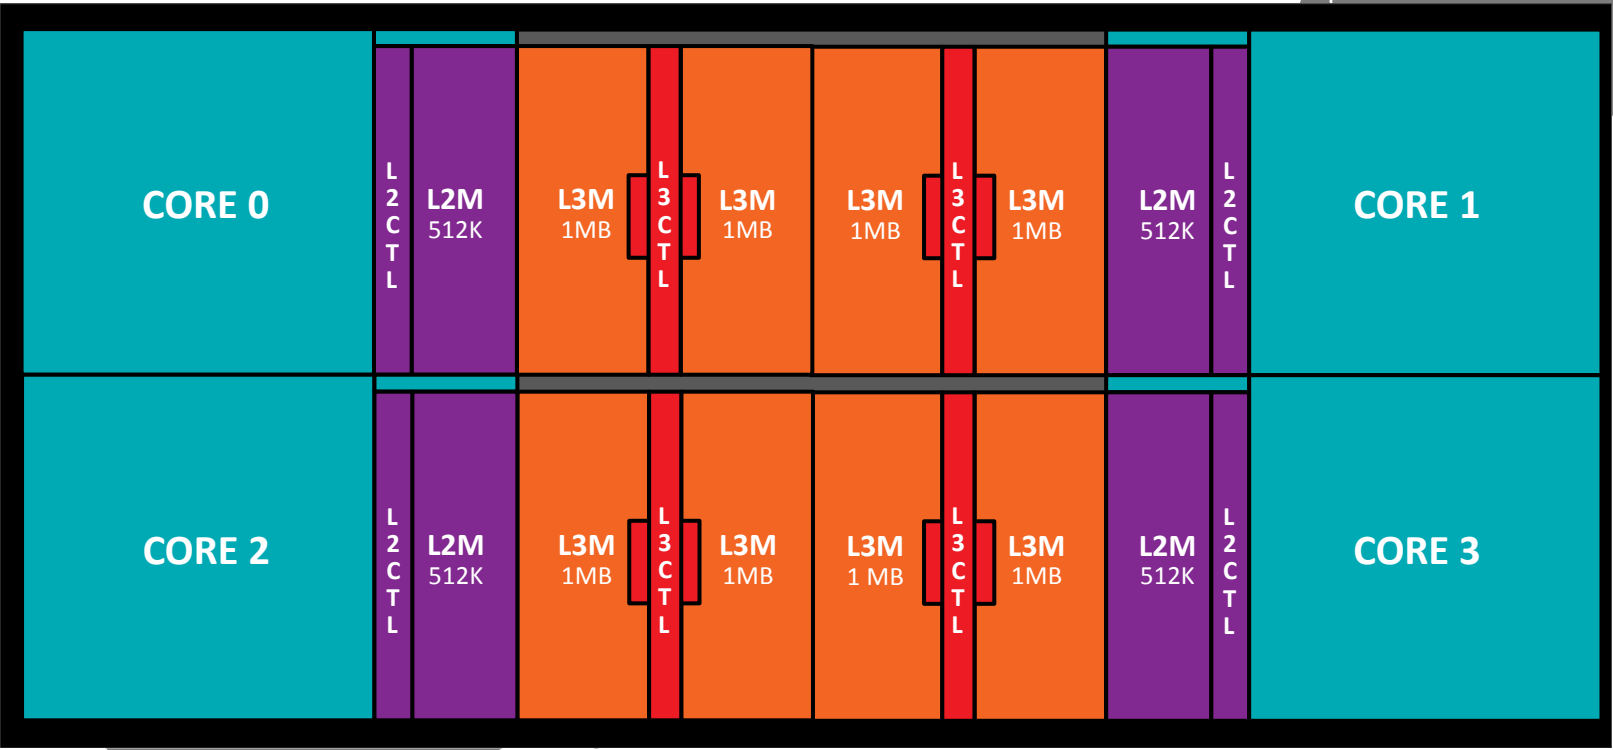 CORE 0
L2CTL
L2M
512K
L3M
1MB
L3CTL
L3M
1MB
L3M
1MB
L3CTL
L3M
1MB
L2M
512K
L2CTL
CORE 1
CORE 2
L2CTL
L2M
512K
L3M
1MB
L3CTL
L3M
1MB
L3M
1 MB
L3CTL
L3M
1MB
L2M
512K
L2CTL
CORE 3